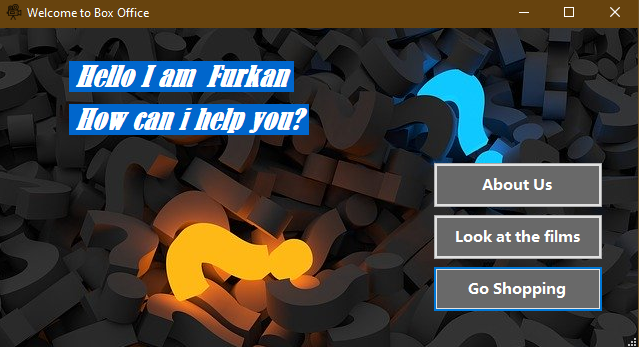 Welcome to Box Office
Hello I am Furkan
How can i help you?
About Us
Look at the films
Go Shopping